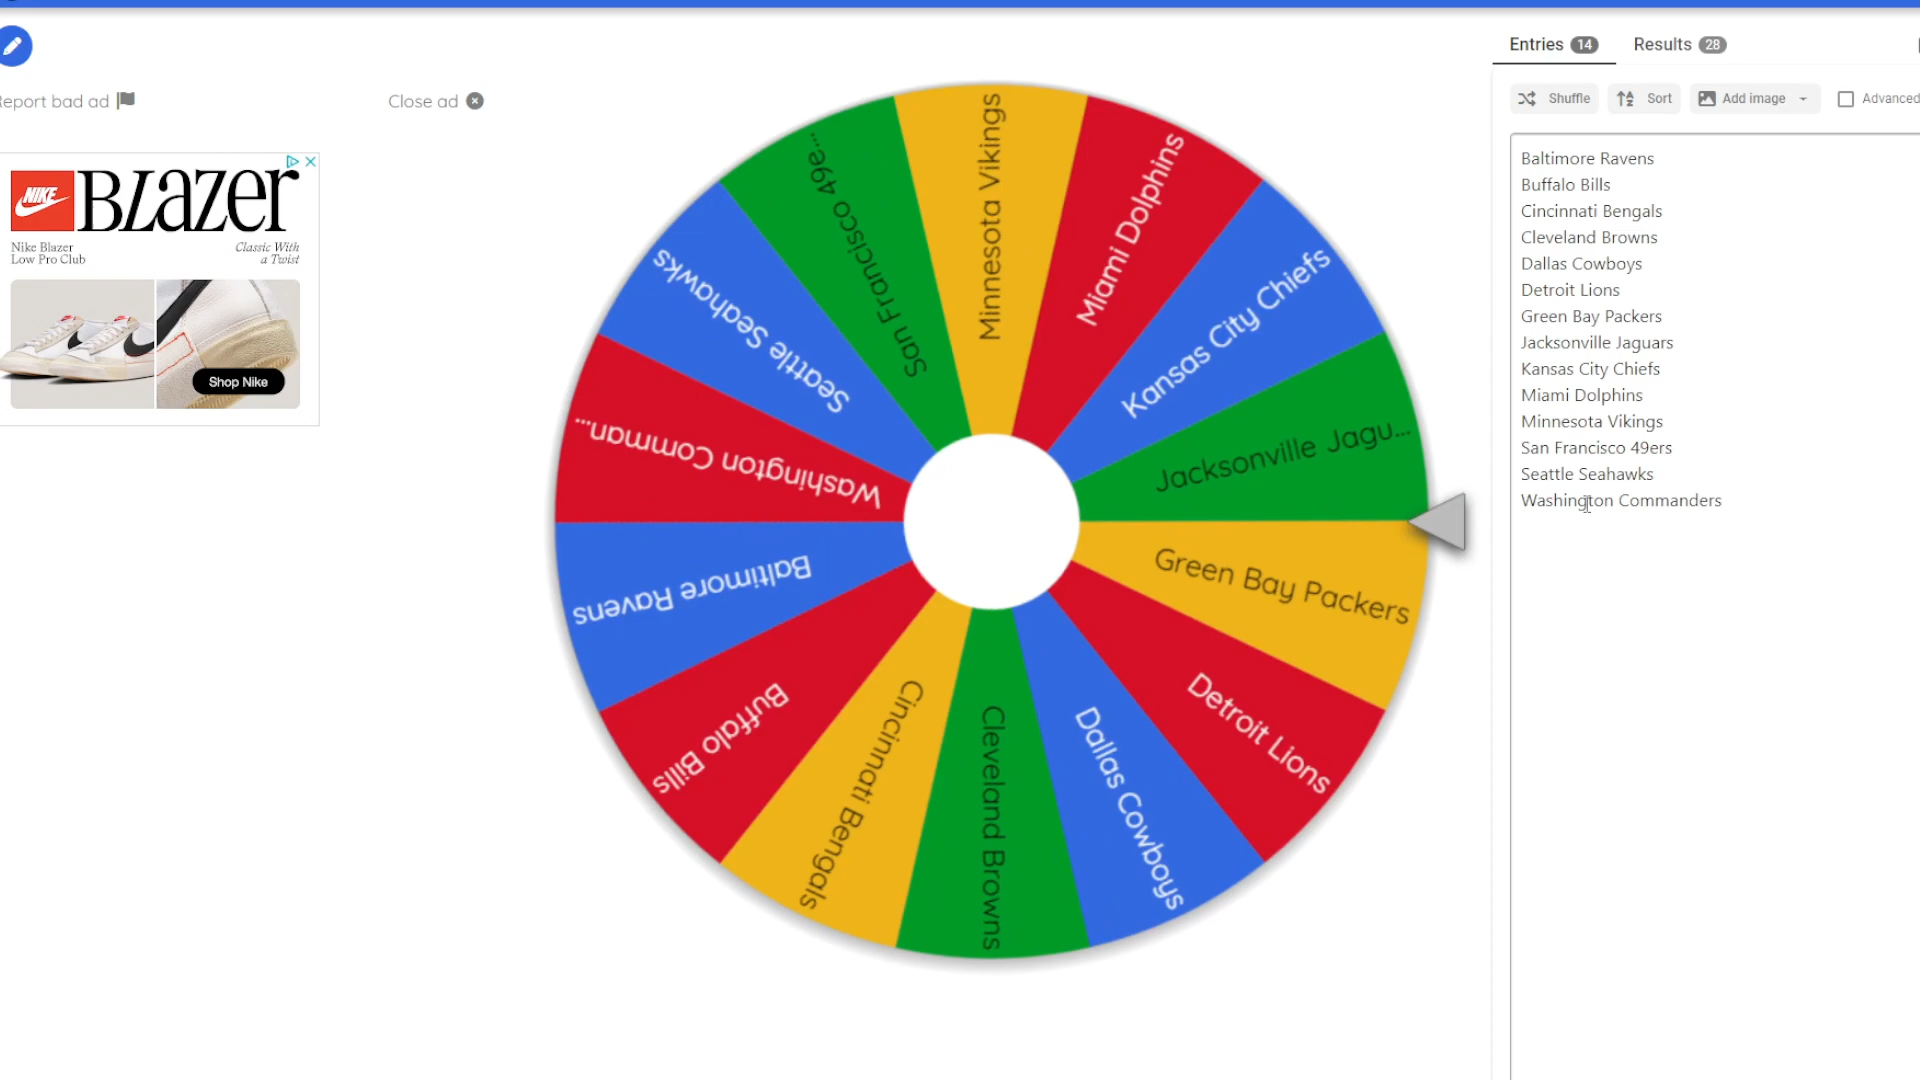 Entries 14
Results 28
Report bad ad
Close ad
Shuffle
Sort
Add image
Advanced
NIKE
Blazer
Nike Blazer
Low Pro Club
Classic With
a Twist
Shop Nike
Minnesota Vikings
Miami Dolphins
Kansas City Chiefs
Jacksonville Jagu...
Green Bay Packers
Detroit Lions
Dallas Cowboys
Cleveland Browns
Cincinnati Bengals
Buffalo Bills
Baltimore Ravens
Washington Comman...
Seattle Seahawks
San Francisco 49e...
Baltimore Ravens
Buffalo Bills
Cincinnati Bengals
Cleveland Browns
Dallas Cowboys
Detroit Lions
Green Bay Packers
Jacksonville Jaguars
Kansas City Chiefs
Miami Dolphins
Minnesota Vikings
San Francisco 49ers
Seattle Seahawks
Washington Commanders